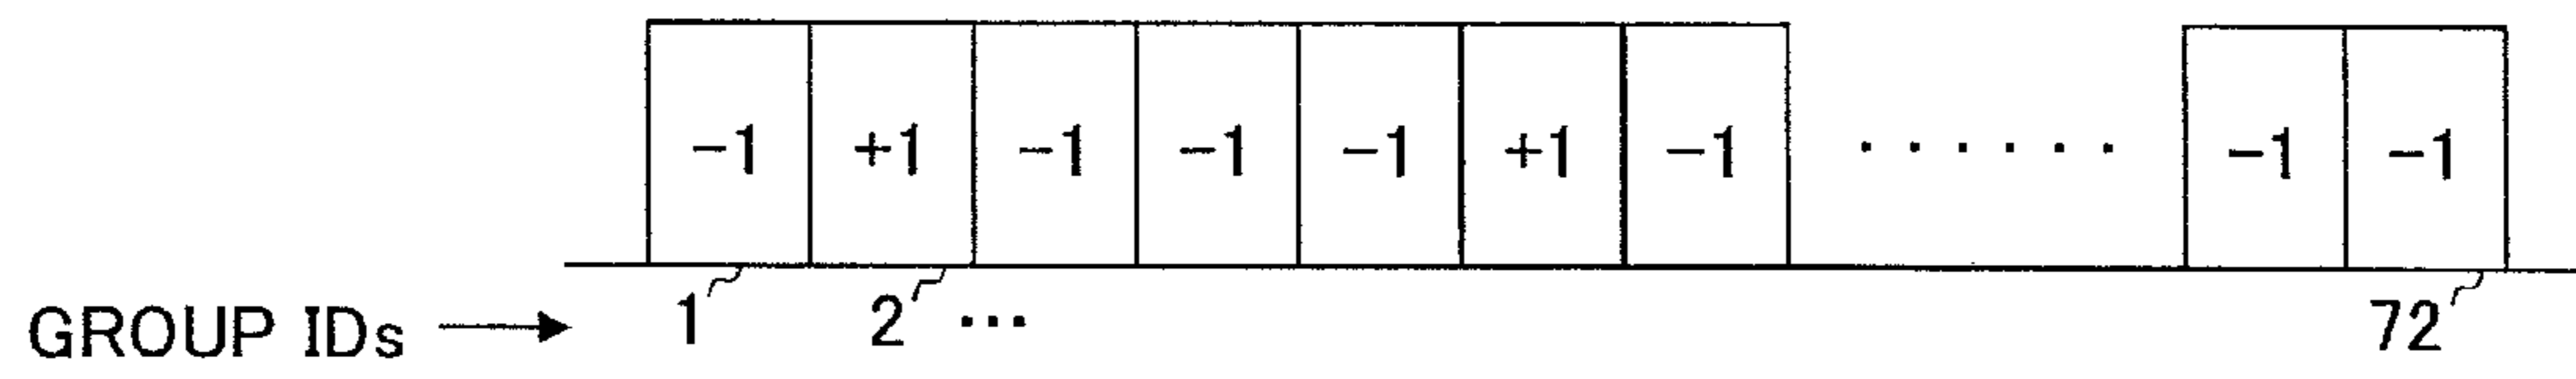 -1 +1 -1 -1 -1 +1 -1 ...... -1 -1
GROUP IDs → 1 2 ... 72